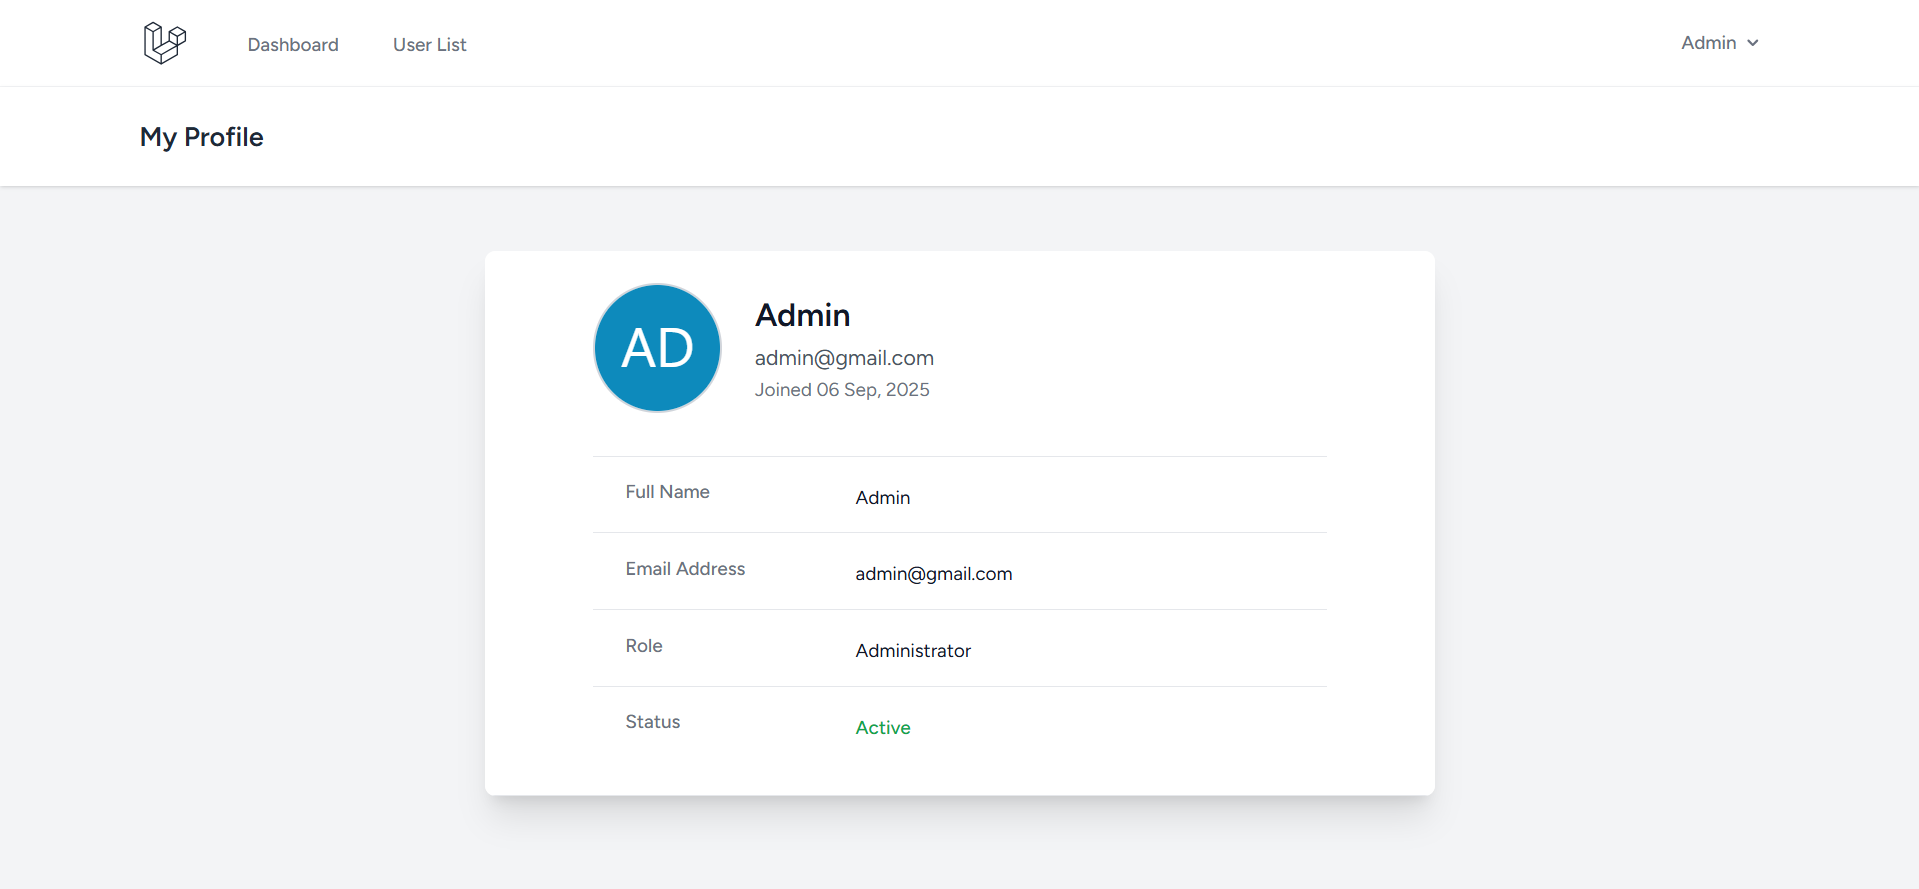 Dashboard User List Admin
My Profile
AD
Admin
admin@gmail.com
Joined 06 Sep, 2025
Full Name Admin
Email Address admin@gmail.com
Role Administrator
Status Active